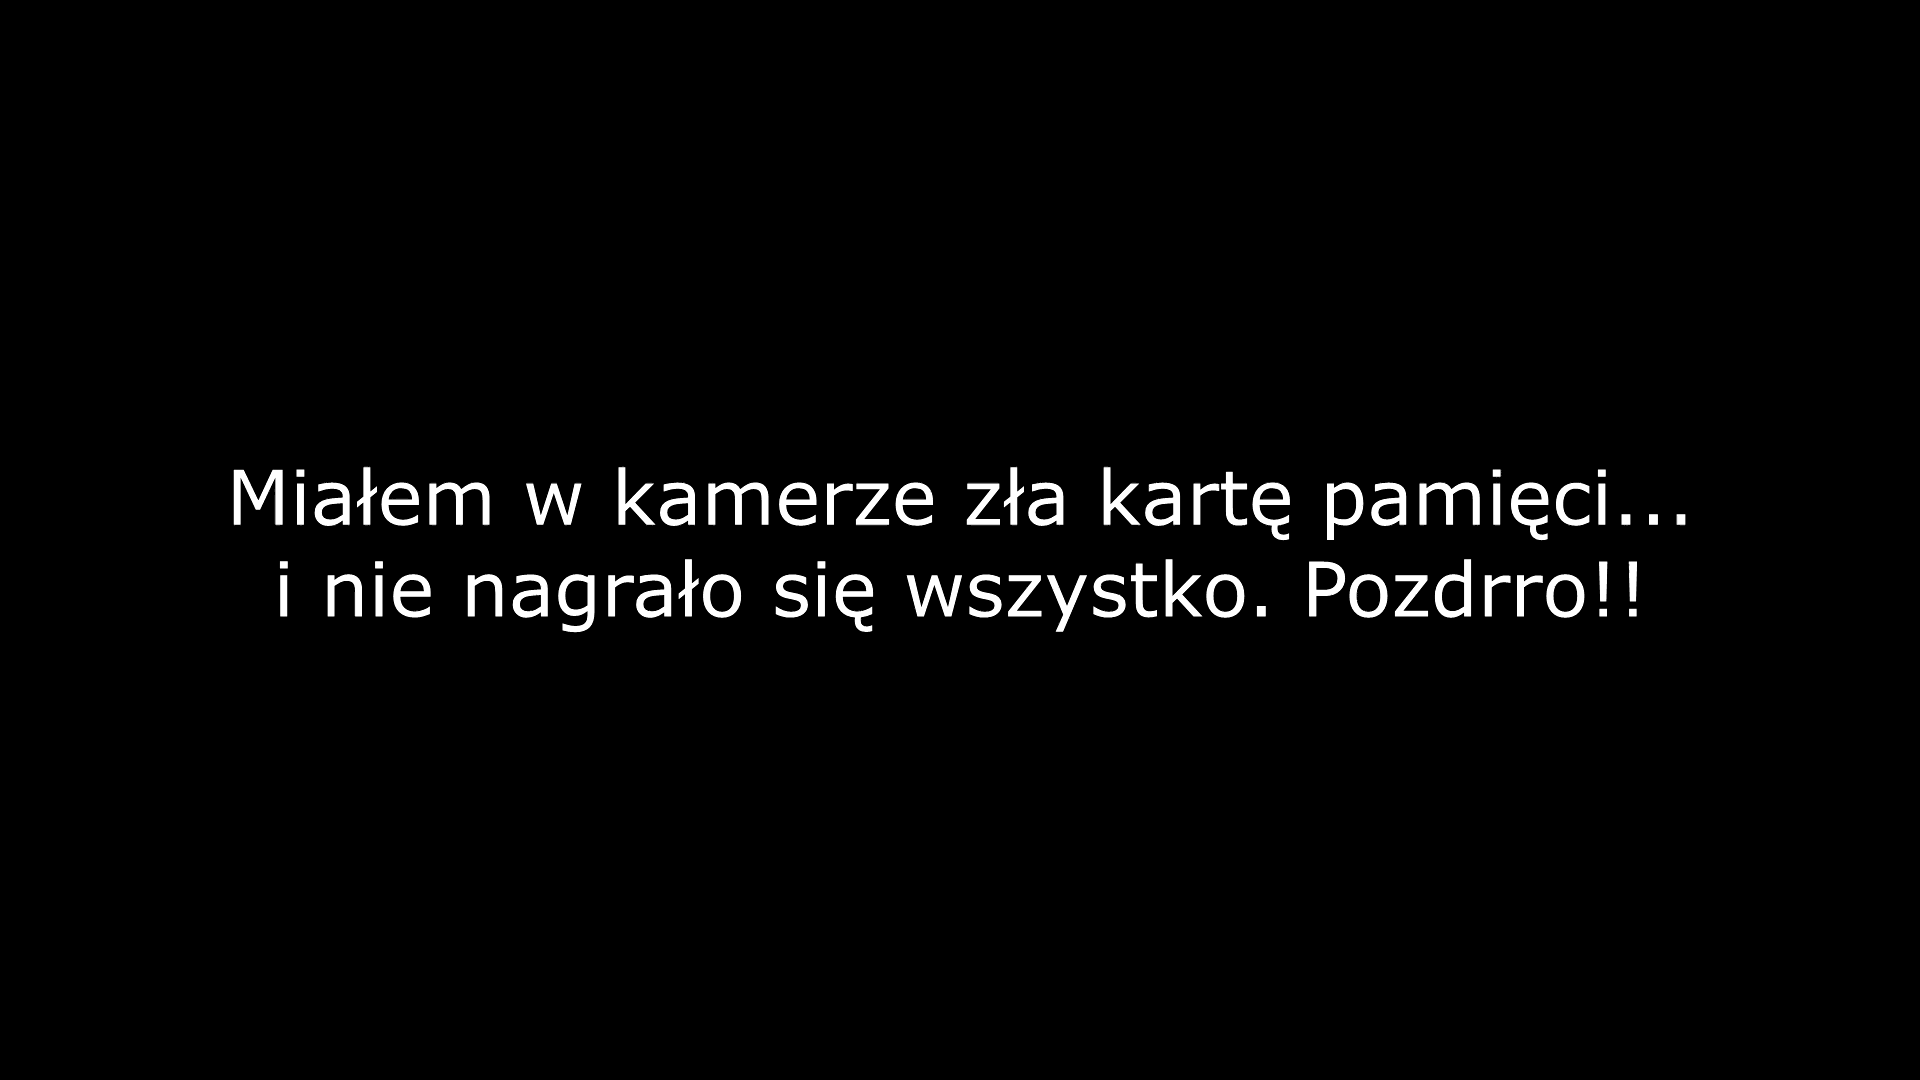 Miałem w kamerze zła kartę pamięci...
i nie nagrało się wszystko. Pozdrro!!